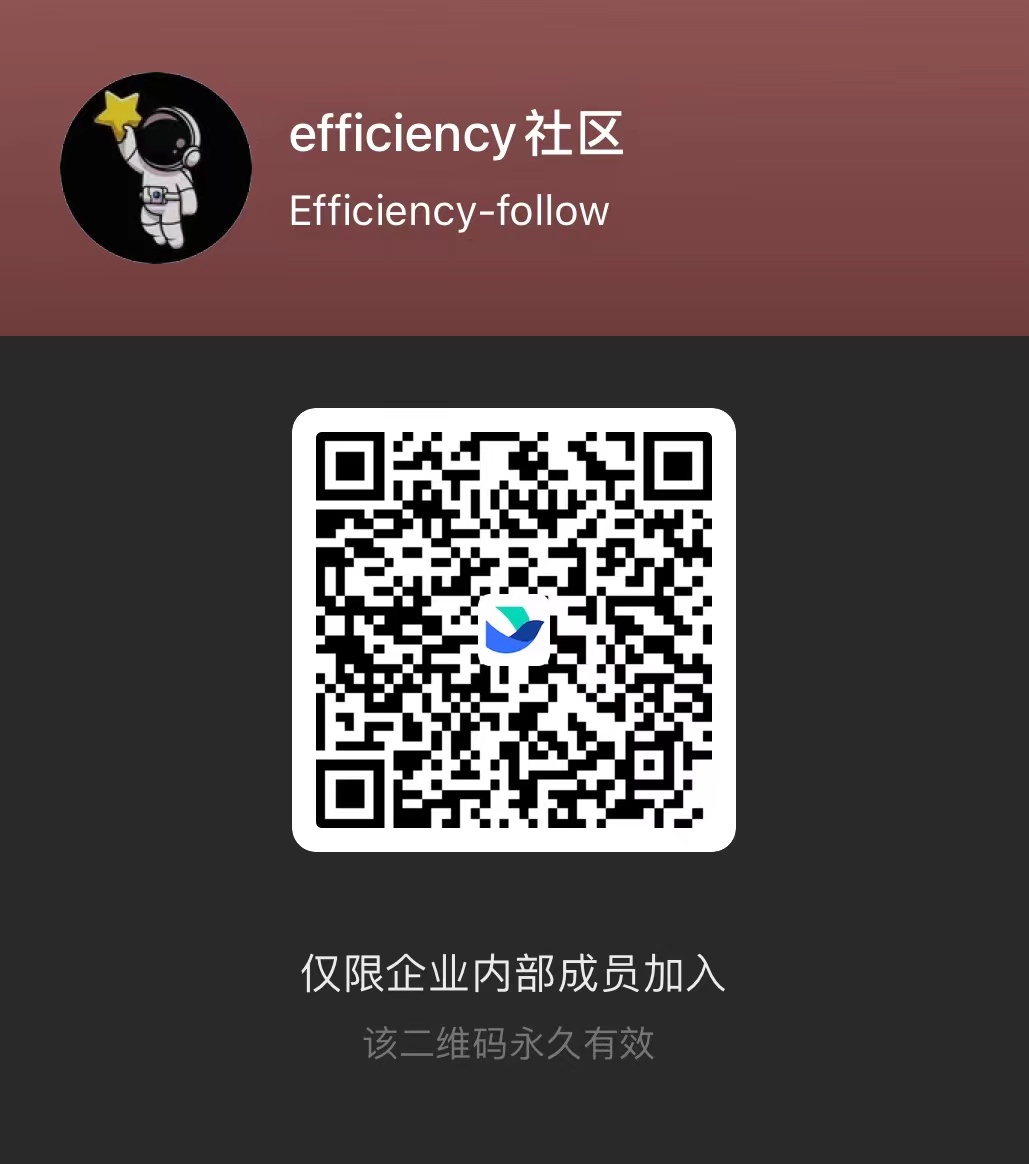 efficiency社区
Efficiency-follow
仅限企业内部成员加入
该二维码永久有效